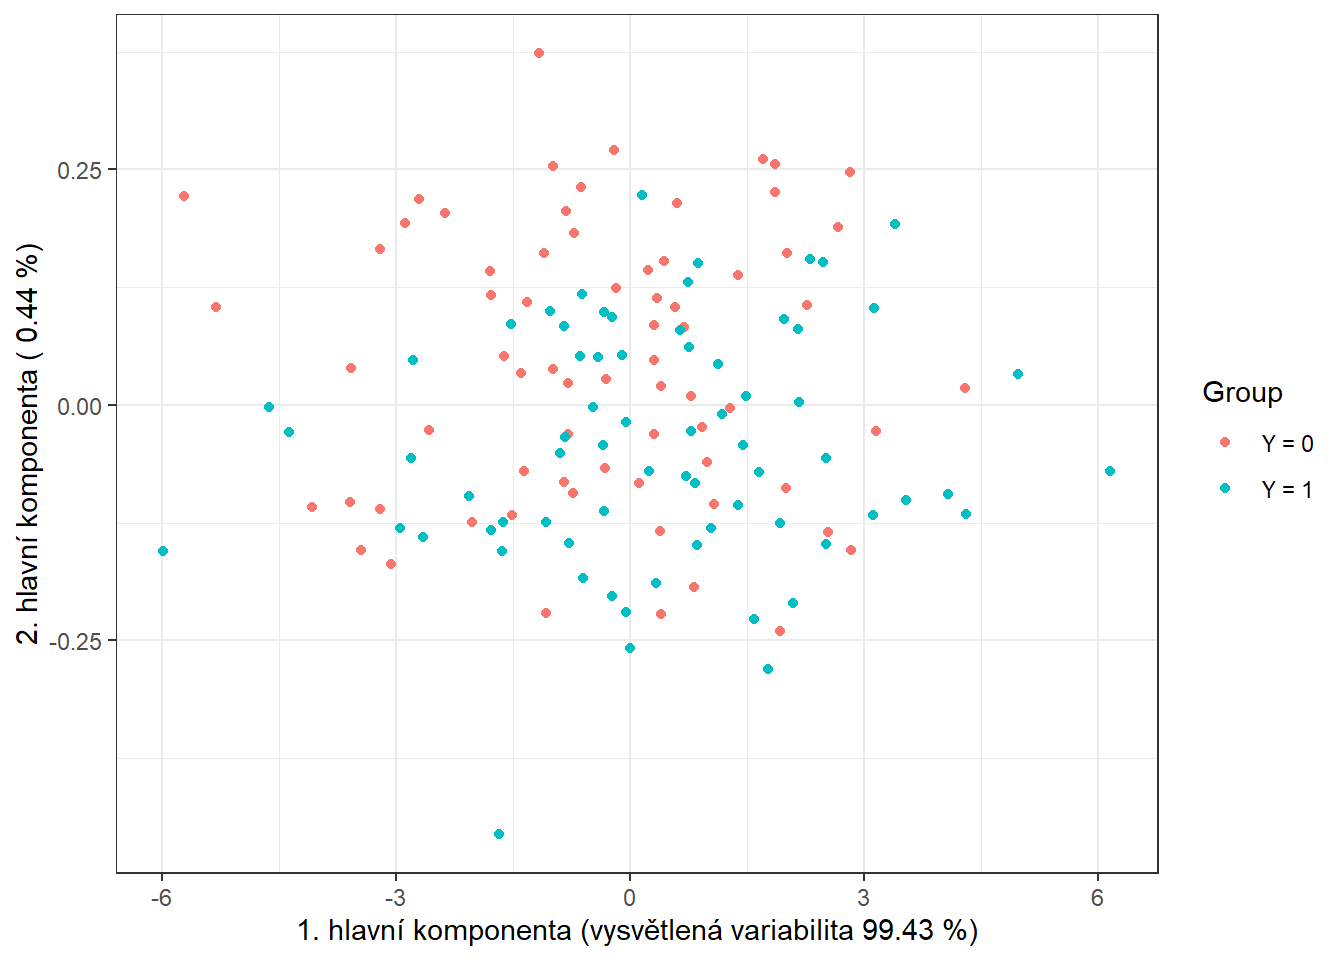 2. hlavní komponenta ( 0.44 %)
0.25
0.00
-0.25
-6
-3
0
3
6
1. hlavní komponenta (vysvětlená variabilita 99.43 %)
Group
Y = 0
Y = 1